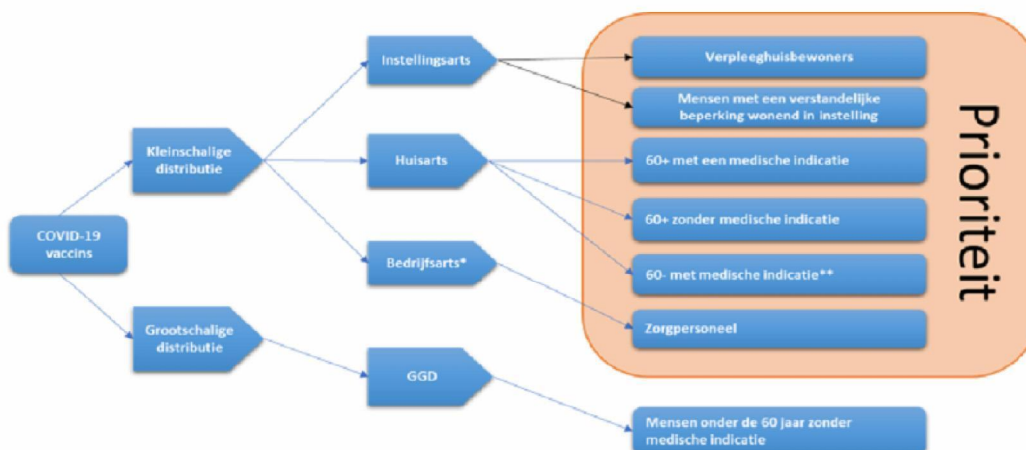 COVID-19
vaccins
Kleinschalige
distributie
Grootschalige
distributie
Instellingsarts
Huisarts
Bedrijfsarts*
GGD
Verpleeghuisbewoners
Mensen met een verstandelijke
beperking wonend in instelling
60+ met een medische indicatie
60+ zonder medische indicatie
60- met medische indicatie**
Zorgpersoneel
Mensen onder de 60 jaar zonder
medische indicatie
Prioriteit